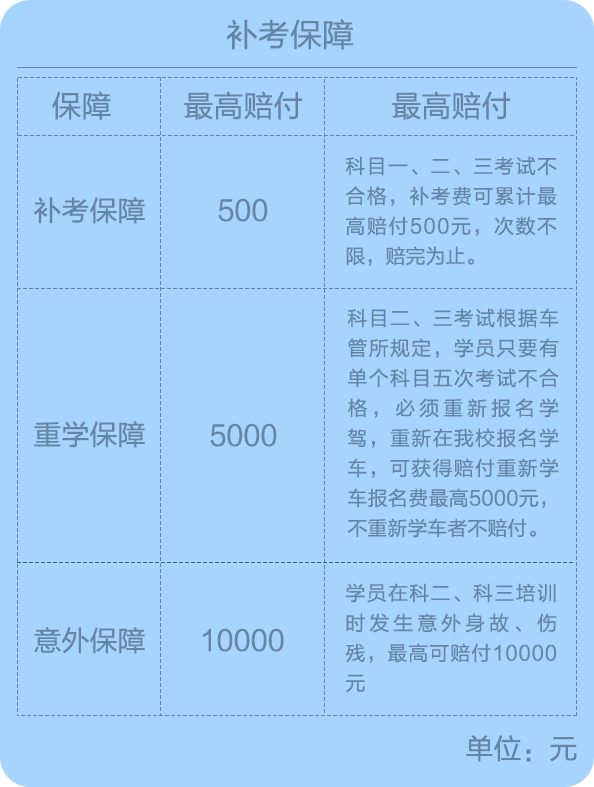 补考保障
保障 最高赔付 最高赔付
补考保障 500
科目一、二、三考试不
合格，补考费可累计最
高赔付500元，次数不
限，赔完为止。
重学保障 5000
科目二、三考试根据车
管所规定，学员只要有
单个科目五次考试不合
格，必须重新报名学
驾，重新在我校报名学
车，可获得赔付重新学
车报名费最高5000元，
不重新学车者不赔付。
意外保障 10000
学员在科二、科三培训
时发生意外身故、伤
残，最高可赔付10000
元
单位：元